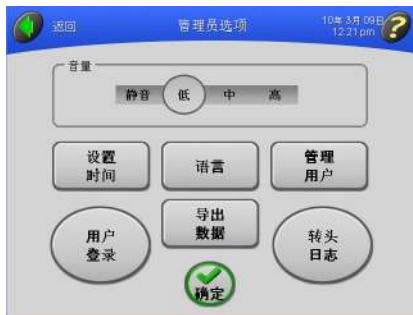 返回
管理员选项
10年 3月 09日
12:21 pm
?
音量
静音 低 中 高
设置
时间
语言
管理
用户
用户
登录
导出
数据
转头
日志
确定